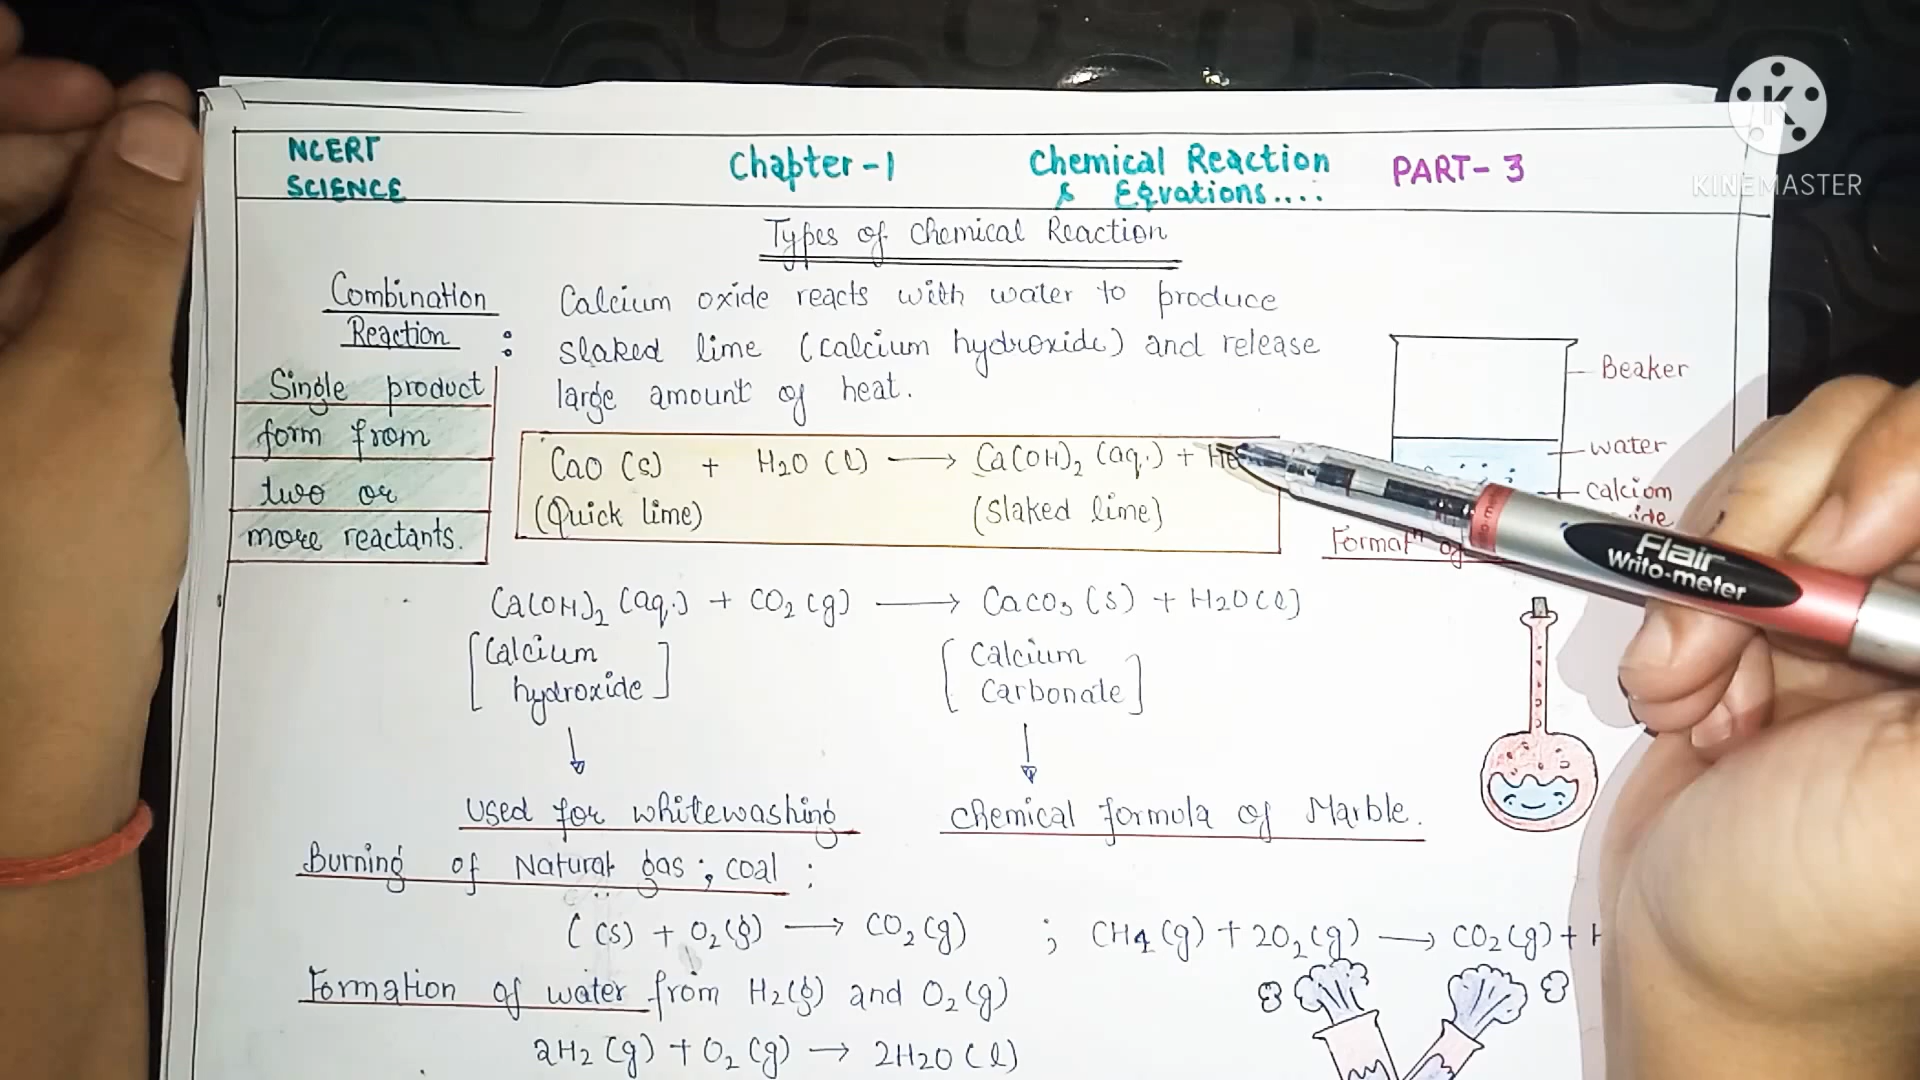 NCERT
SCIENCE
Chapter-1
Chemical Reaction
& Equations....
PART-3
KINEMASTER
Types of Chemical Reaction
Combination
Reaction :
Single product
form from
two or
more reactants.
Calcium oxide reacts with water to produce
slaked lime (calcium hydroxide) and release
large amount of heat.
CaO (s) + H2O (l) ⟶ Ca(OH)2 (aq.) +
(Quick lime) (Slaked lime)
Beaker
water
Calcium
Formatⁿ of
Flair
Writo-meter
Ca(OH)2 (aq.) + CO2 (g) ⟶ CaCO3 (s) + H2O(l)
[Calcium
hydroxide]
[Calcium
Carbonate]
Used for whitewashing
Chemical formula of Marble.
Burning of Natural gas ; coal :
C (s) + O2 (g) ⟶ CO2 (g) ; CH4 (g) + 2O2 (g) ⟶ CO2 (g) +
Formation of water from H2(g) and O2(g)
2H2 (g) + O2 (g) → 2H2O (l)